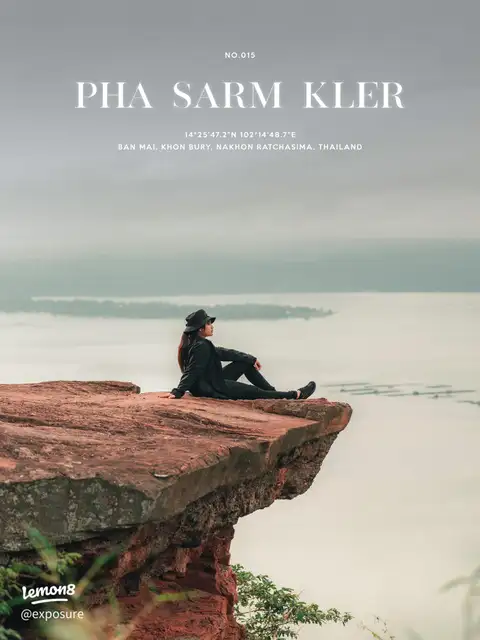 NO.015
PHA SARM KLER
14°25'47.2"N 102°14'48.7"E
BAN MAI, KHON BURY, NAKHON RATCHASIMA, THAILAND
lemon8
@exposure